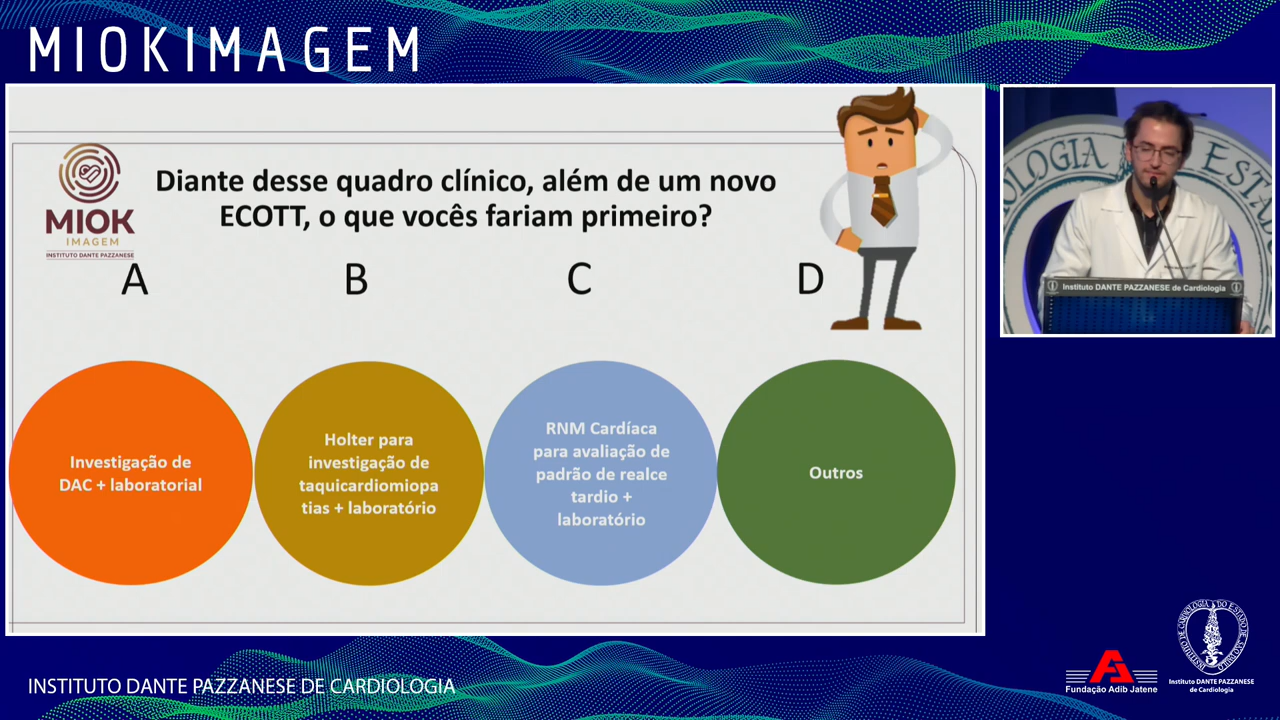 MIOKIMAGEM
MIOK
IMAGEM
INSTITUTO DANTE PAZZANESE
Diante desse quadro clínico, além de um novo
ECOTT, o que vocês fariam primeiro?
A
B
C
D
Investigação de
DAC + laboratorial
Holter para
investigação de
taquicardiomiopa
tias + laboratório
RNM Cardíaca
para avaliação de
padrão de realce
tardio +
laboratório
Outros
Instituto DANTE PAZZANESE de Cardiologia
INSTITUTO DANTE PAZZANESE DE CARDIOLOGIA
Fundação Adib Jatene
Instituto DANTE PAZZANESE
de Cardiologia